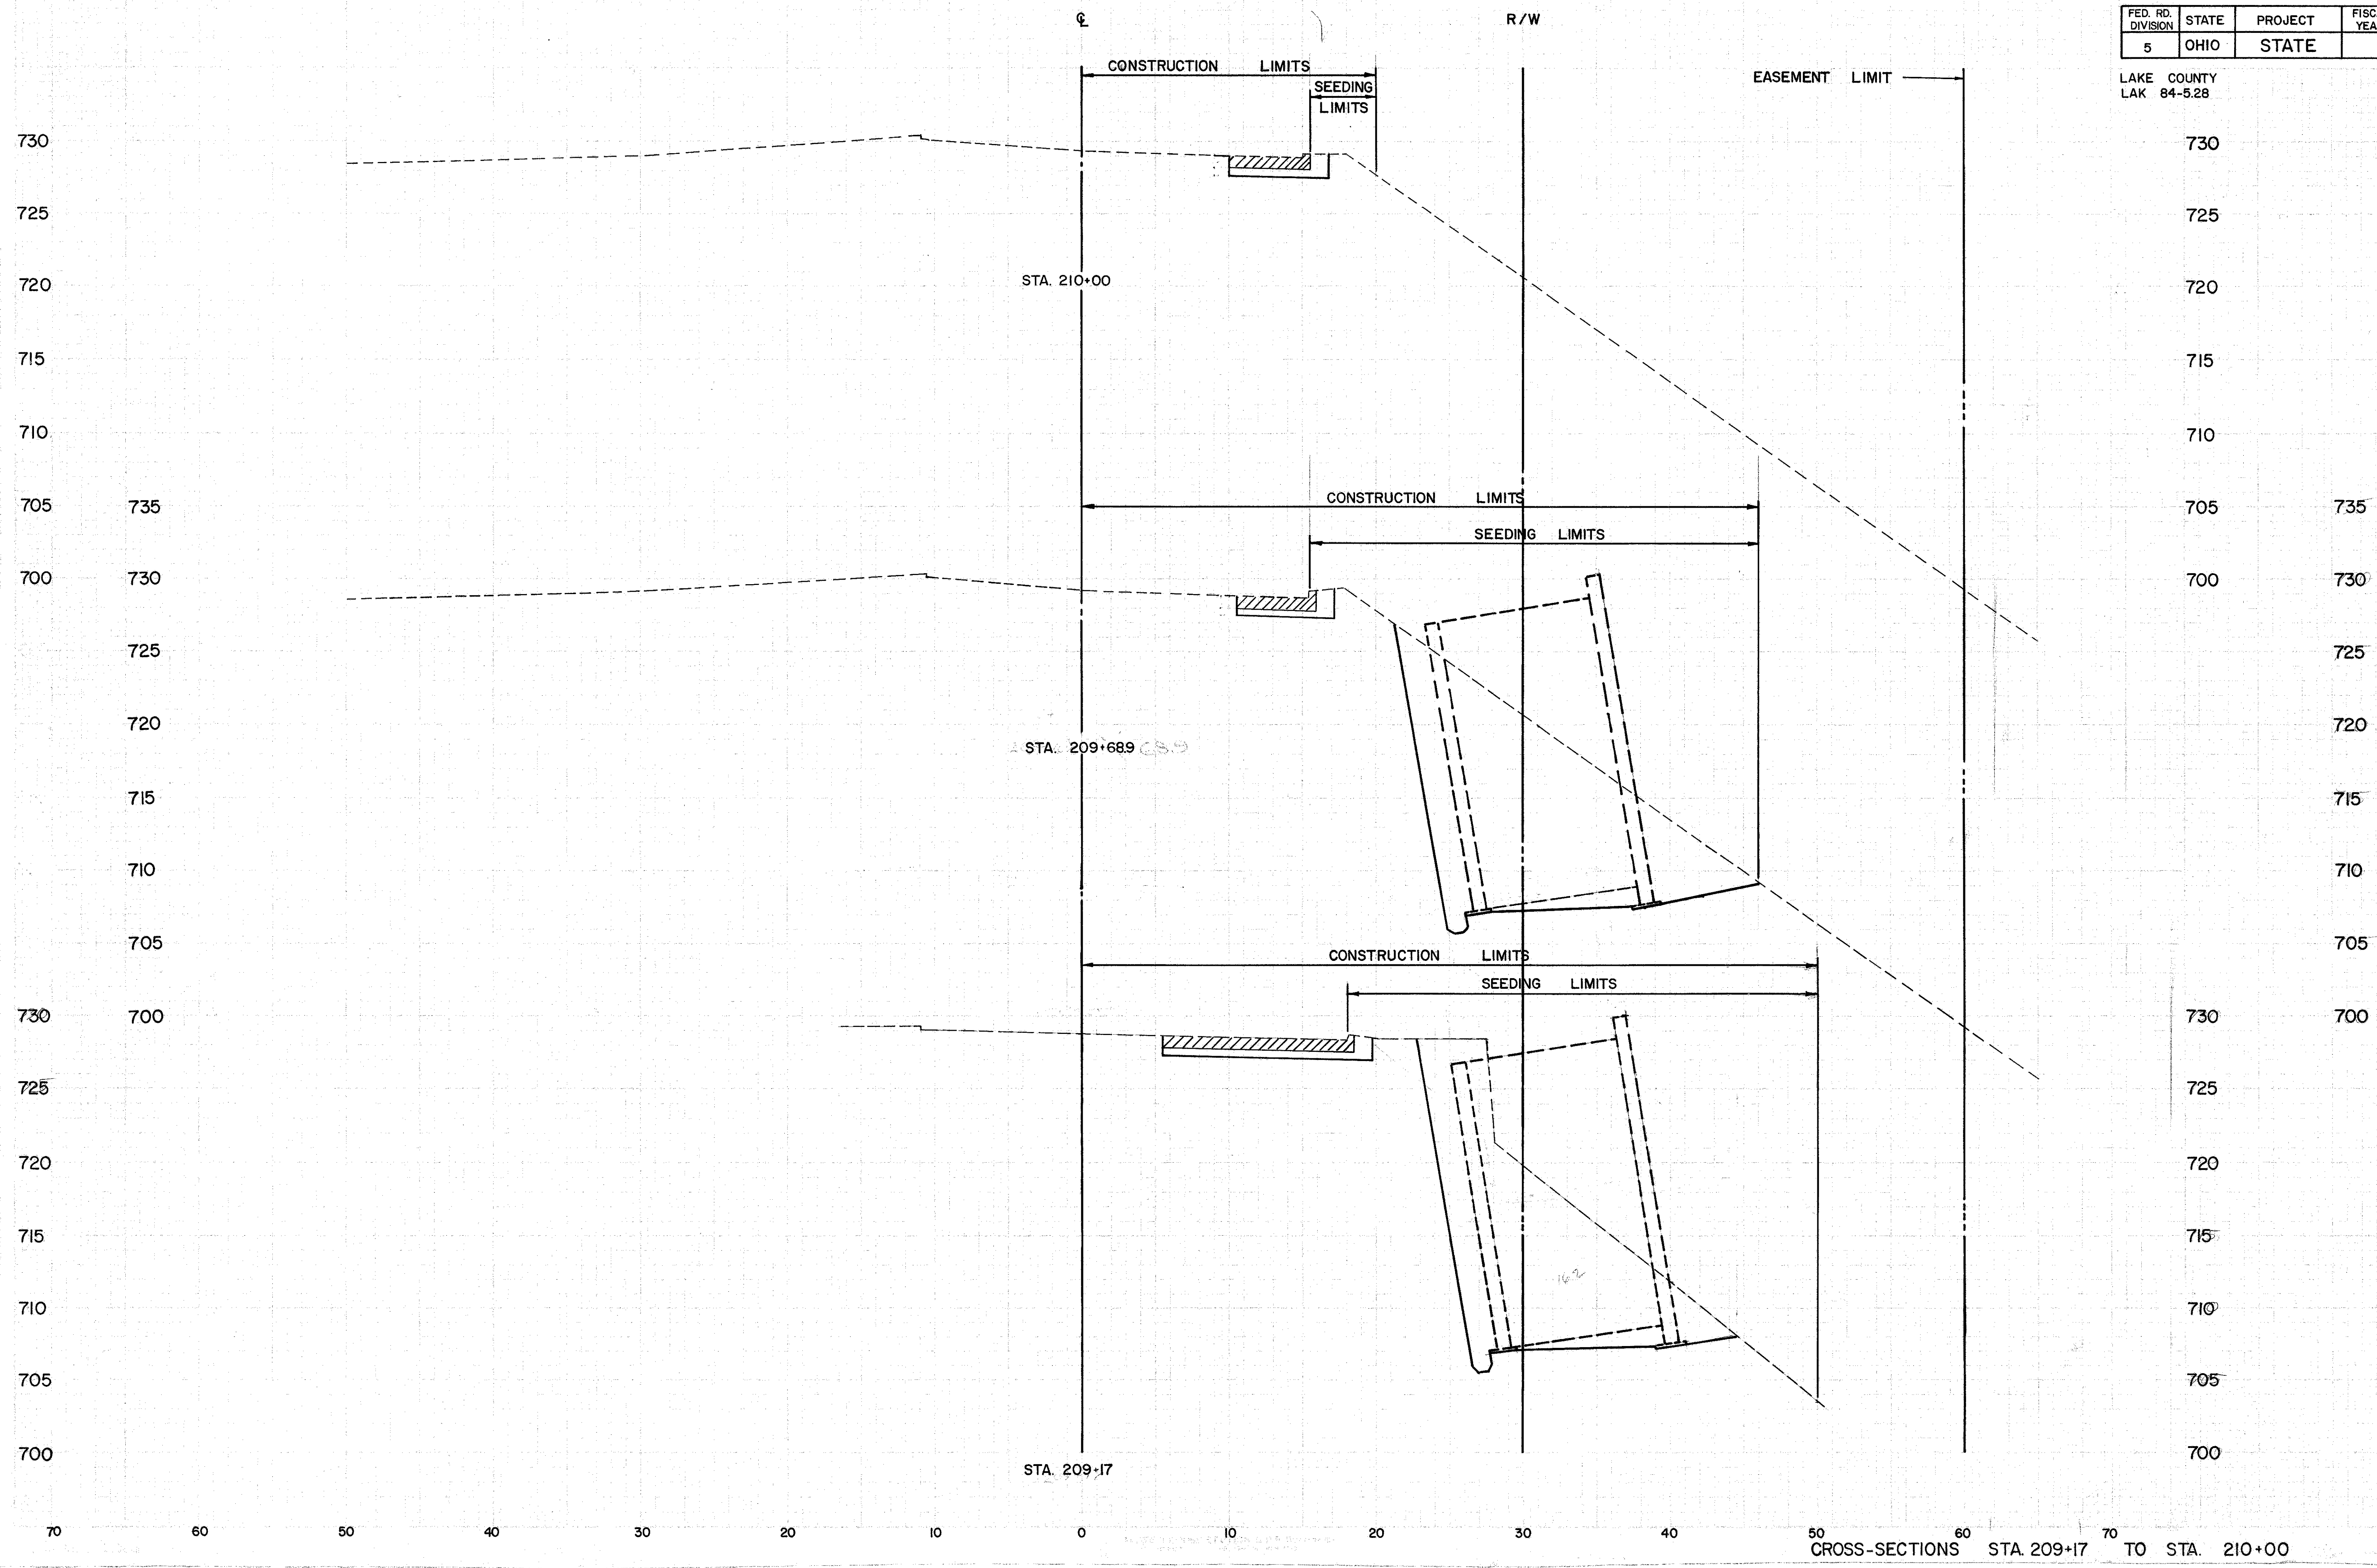 ℄ R/W
FED. RD. DIVISION STATE PROJECT
5 OHIO STATE
LAKE COUNTY
LAK 84-5.28
CONSTRUCTION LIMITS
SEEDING
LIMITS
EASEMENT LIMIT
730 730
725 725
STA. 210+00
720 720
715 715
710 710
CONSTRUCTION LIMITS
705 735 705 735
SEEDING LIMITS
700 730 700 730
725 725
720 720
STA. 209+68.9 68.9
715 715
710 710
705 705
CONSTRUCTION LIMITS
SEEDING LIMITS
730 700 730 700
725 725
720 720
715 715
162
710 710
705 705
700 700
STA. 209+17
70 60 50 40 30 20 10 0 10 20 30 40 50 60 70
CROSS-SECTIONS STA. 209+17 TO STA. 210+00